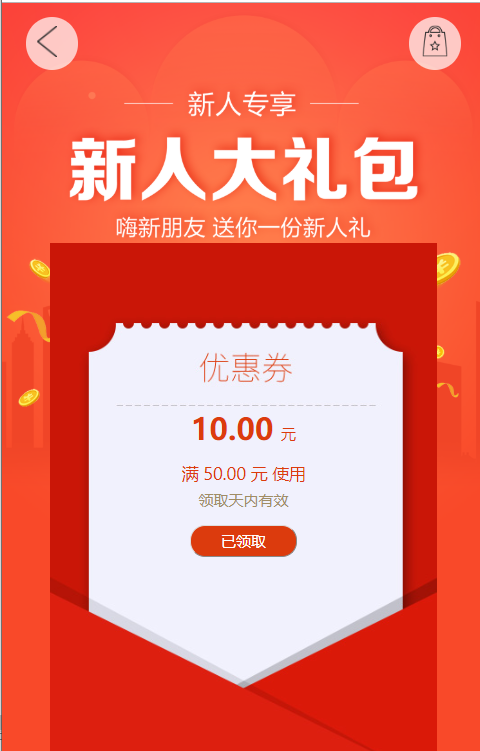 新人专享
新人大礼包
嗨新朋友 送你一份新人礼
优惠券
10.00 元
满 50.00 元 使用
领取天内有效
已领取